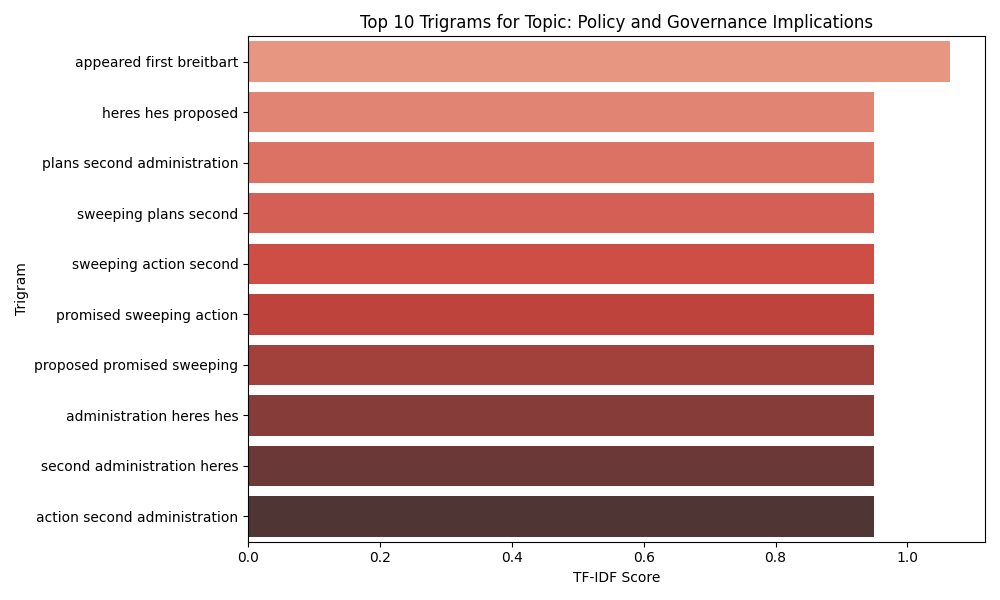 Top 10 Trigrams for Topic: Policy and Governance Implications
Trigram
appeared first breitbart
heres hes proposed
plans second administration
sweeping plans second
sweeping action second
promised sweeping action
proposed promised sweeping
administration heres hes
second administration heres
action second administration
0.0 0.2 0.4 0.6 0.8 1.0
TF-IDF Score